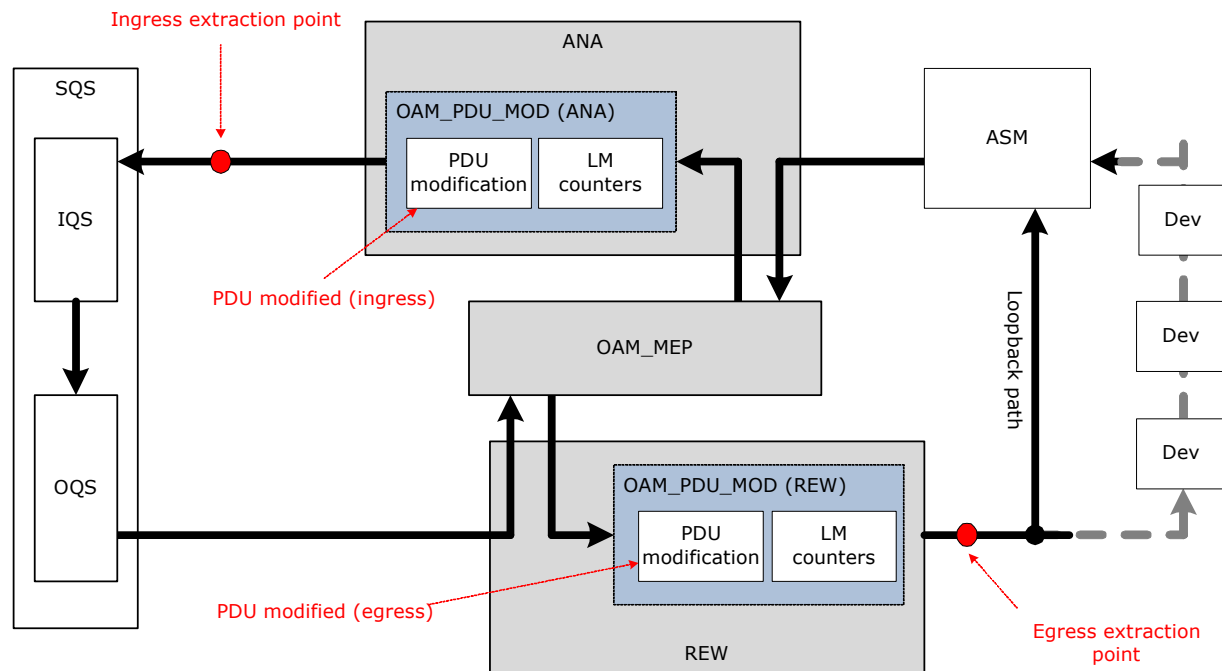 Ingress extraction point
ANA
SQS
OAM_PDU_MOD (ANA)
PDU
modification
LM
counters
ASM
IQS
Dev
PDU modified (ingress)
OAM_MEP
Loopback path
Dev
OQS
Dev
OAM_PDU_MOD (REW)
PDU
modification
LM
counters
PDU modified (egress)
Egress extraction
point
REW